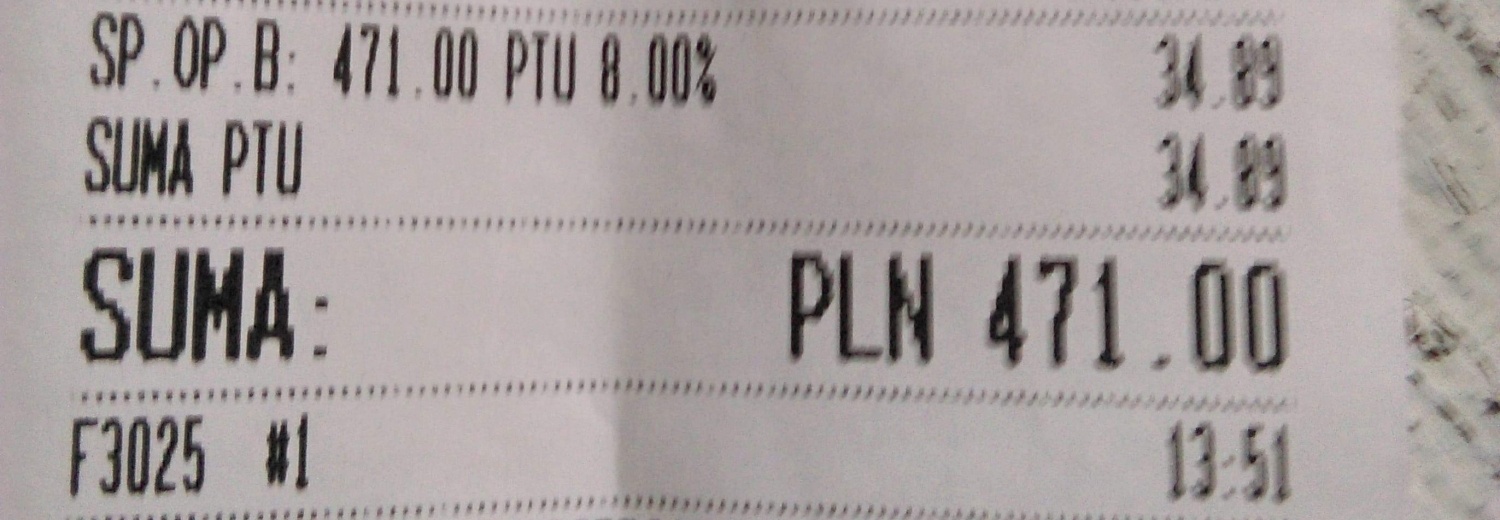 SP.OP.B: 471.00 PTU 8.00% 34.89
SUMA PTU 34.89
SUMA: PLN 471.00
F3025 #1 13:51